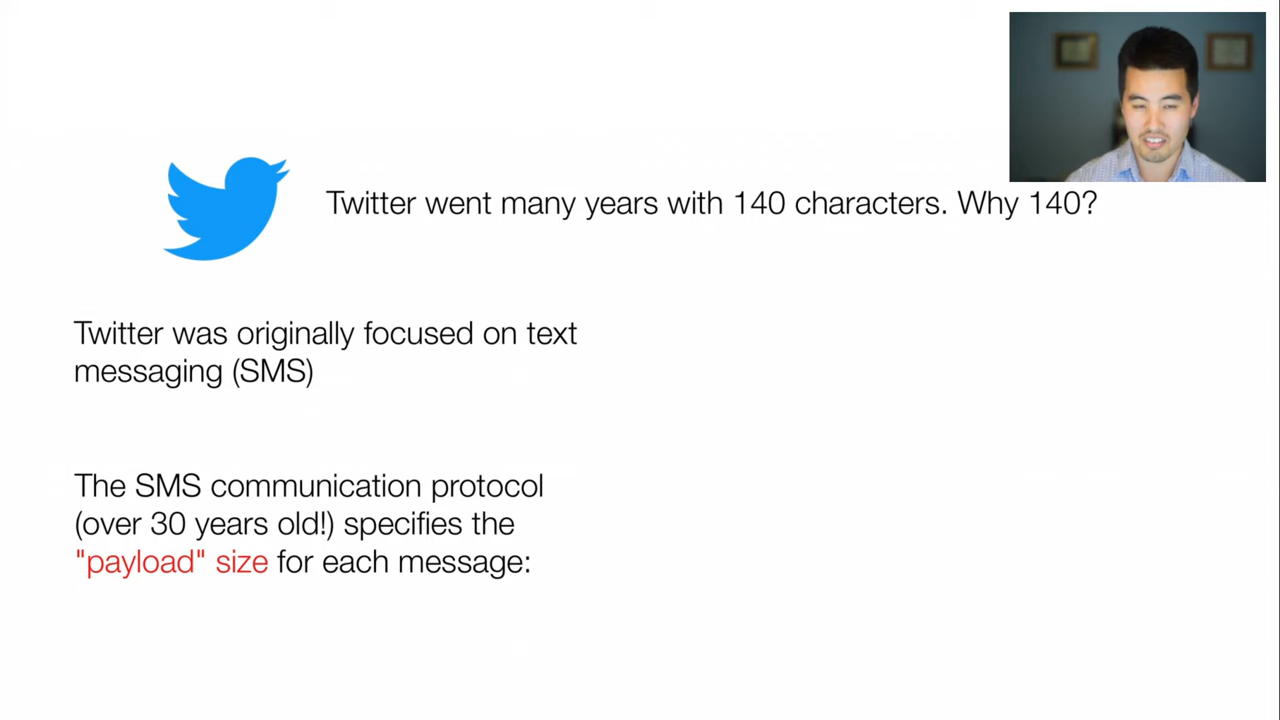 Twitter went many years with 140 characters. Why 140?
Twitter was originally focused on text
messaging (SMS)
The SMS communication protocol
(over 30 years old!) specifies the
"payload" size for each message: